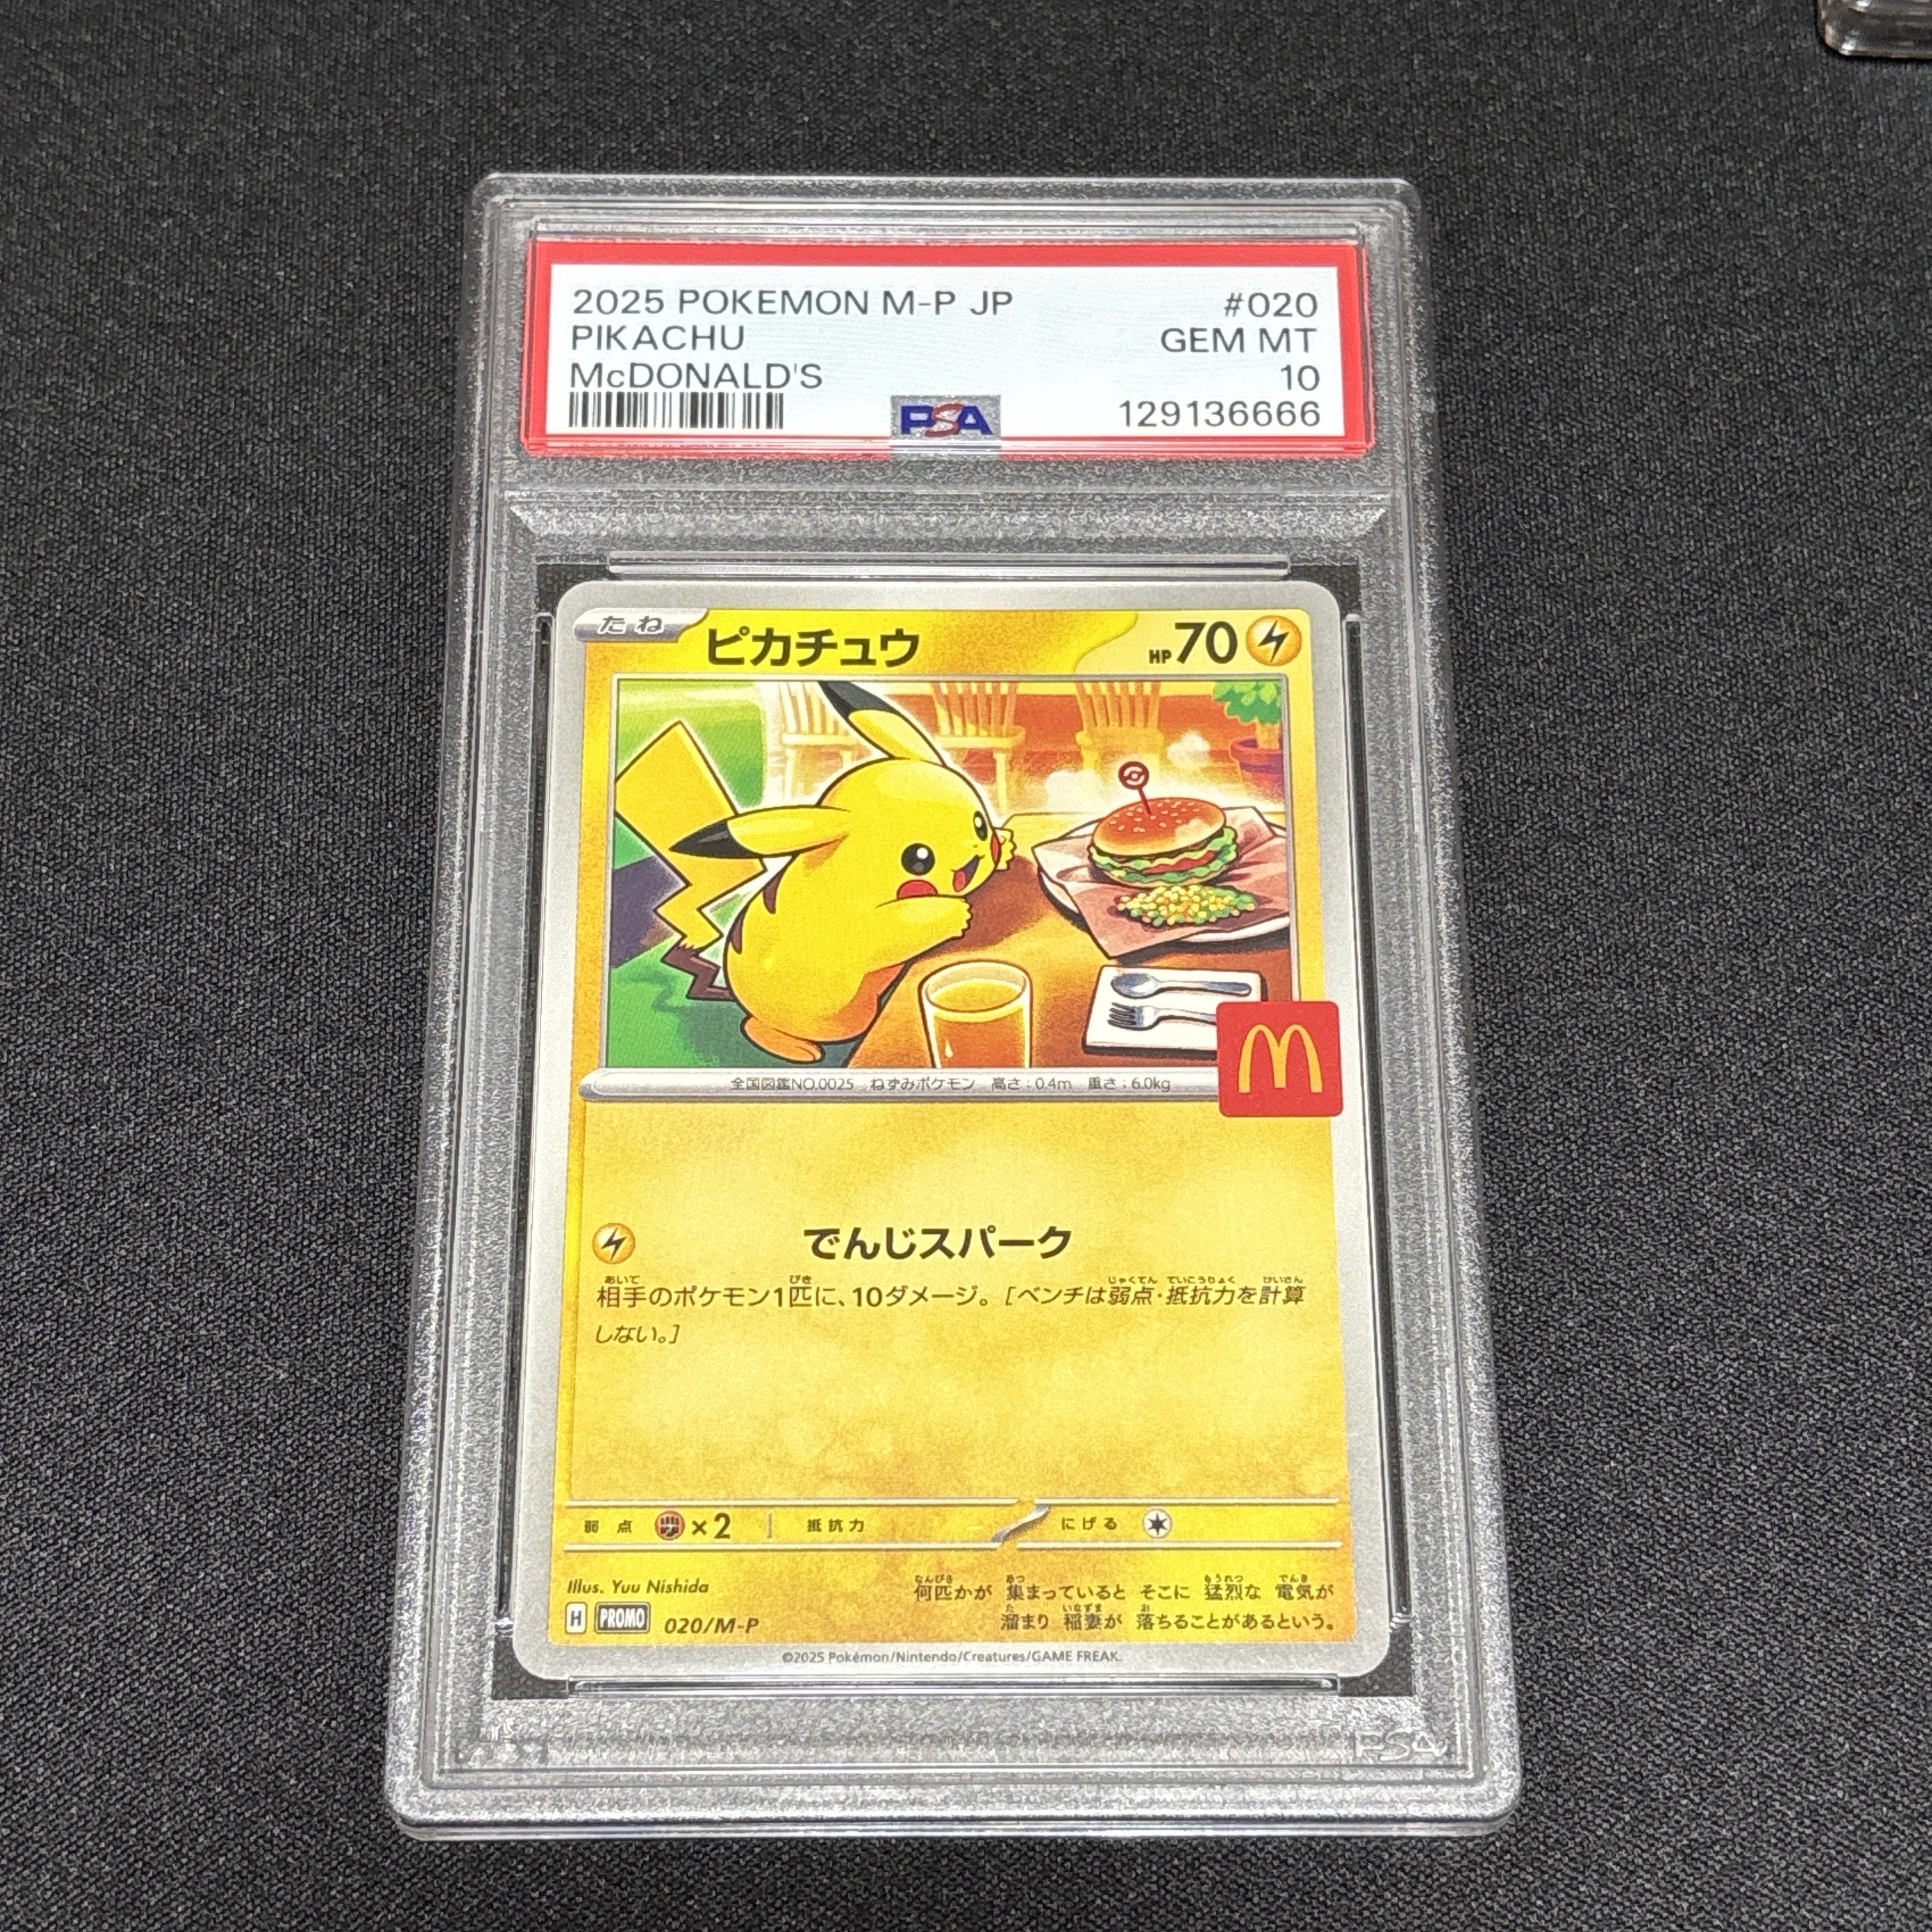 2025 POKEMON M-P JP #020
PIKACHU GEM MT
McDONALD'S 10
PSA 129136666
たね ピカチュウ HP70
M
全国図鑑NO.0025 ねずみポケモン 高さ:0.4m 重さ:6.0kg
でんじスパーク
相手のポケモン1匹に、10ダメージ。[ベンチは弱点・抵抗力を計算
しない。]
弱点 ×2 抵抗力 にげる
Illus. Yuu Nishida
H PROMO 020/M-P
何匹かが 集まっていると そこに 猛烈な 電気が
溜まり 稲妻が 落ちることがあるという。
©2025 Pokémon/Nintendo/Creatures/GAME FREAK.
PSA